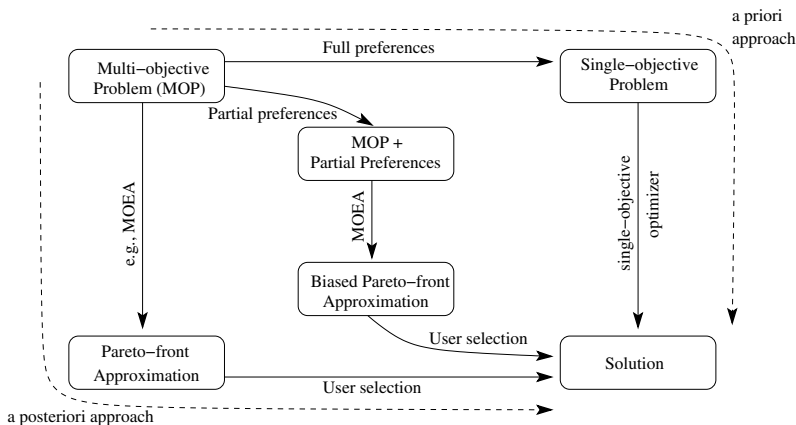 a priori
approach
Full preferences
Multi−objective
Problem (MOP)
Single−objective
Problem
Partial preferences
MOP +
Partial Preferences
e.g., MOEA
MOEA
single−objective
optimizer
Biased Pareto−front
Approximation
User selection
Pareto−front
Approximation
Solution
User selection
a posteriori approach